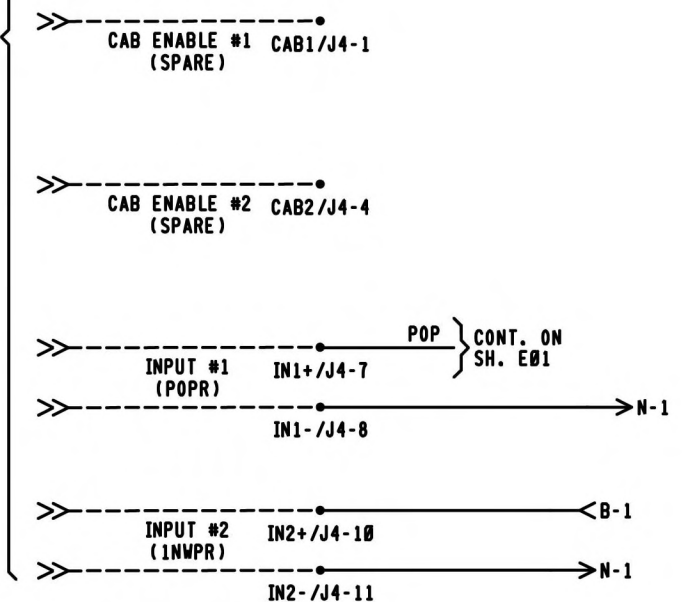 CAB ENABLE #1 CAB1/J4-1
(SPARE)
CAB ENABLE #2 CAB2/J4-4
(SPARE)
POP
CONT. ON
SH. E01
INPUT #1 IN1+/J4-7
(POPR)
N-1
IN1-/J4-8
B-1
INPUT #2 IN2+/J4-10
(1NWPR)
N-1
IN2-/J4-11